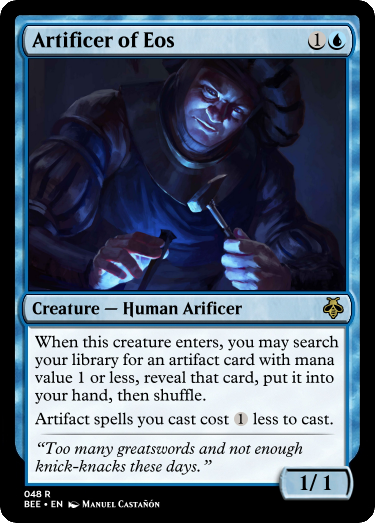 Artificer of Eos 1
Creature — Human Arificer
When this creature enters, you may search
your library for an artifact card with mana
value 1 or less, reveal that card, put it into
your hand, then shuffle.
Artifact spells you cast cost 1 less to cast.
“Too many greatswords and not enough
knick-knacks these days.”
1/1
048 R
BEE • EN Manuel Castañón